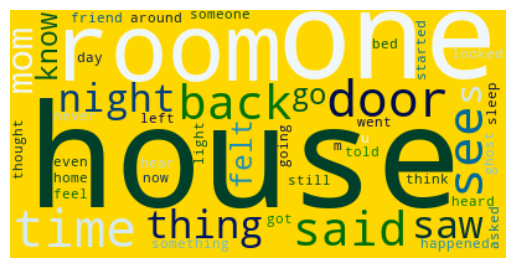 friend around someone
mom know day room one bed started looked
night back go door
never left light going went u sees sleep
thought house
even hear felt m told ghost
home now still think
feel heard
time thing got said saw asked
something happened